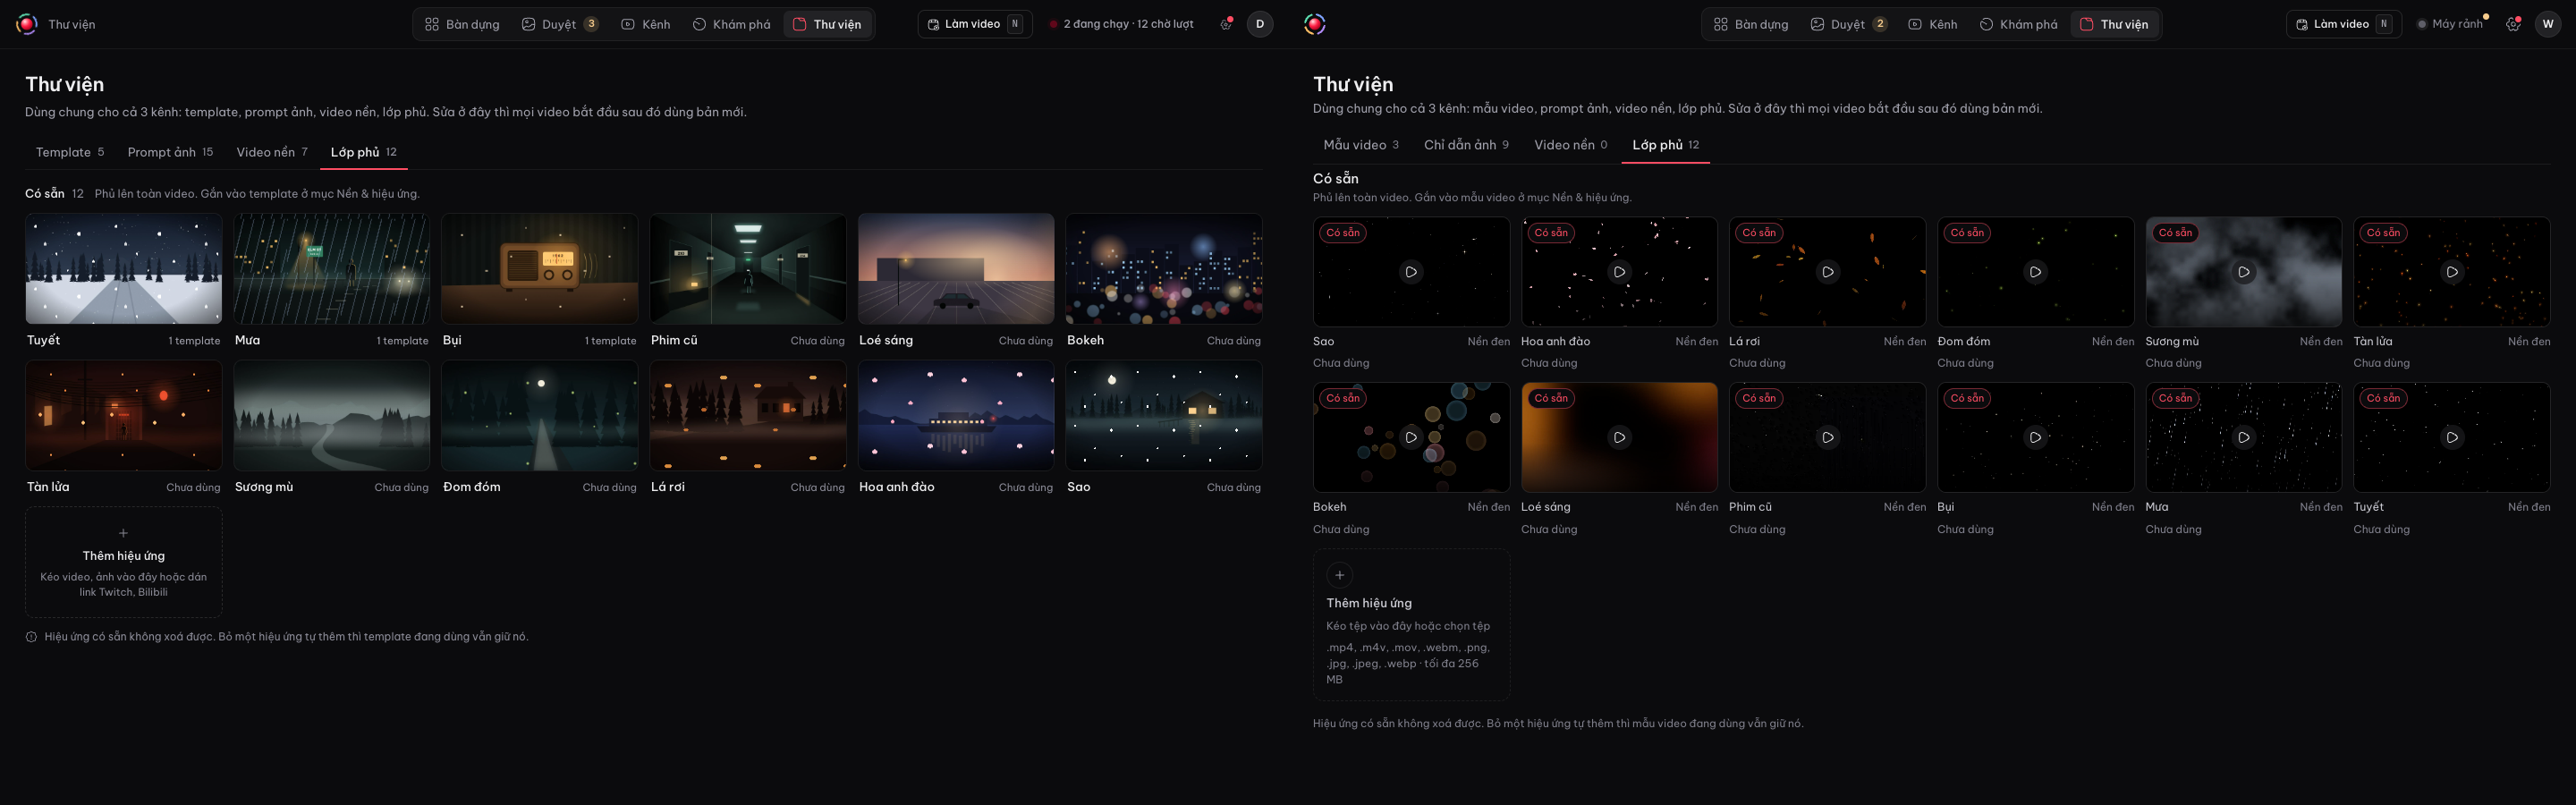 Thư viện
Bàn dựng
Duyệt 3
Kênh
Khám phá
Thư viện
Làm video N
2 đang chạy · 12 chờ lượt
D
Thư viện
Dùng chung cho cả 3 kênh: template, prompt ảnh, video nền, lớp phủ. Sửa ở đây thì mọi video bắt đầu sau đó dùng bản mới.
Template 5
Prompt ảnh 15
Video nền 7
Lớp phủ 12
Có sẵn 12 Phủ lên toàn video. Gắn vào template ở mục Nền & hiệu ứng.
Tuyết 1 template
Mưa 1 template
Bụi 1 template
Phim cũ Chưa dùng
Loé sáng Chưa dùng
Bokeh Chưa dùng
Tàn lửa Chưa dùng
Sương mù Chưa dùng
Đom đóm Chưa dùng
Lá rơi Chưa dùng
Hoa anh đào Chưa dùng
Sao Chưa dùng
Thêm hiệu ứng
Kéo video, ảnh vào đây hoặc dán
link Twitch, Bilibili
Hiệu ứng có sẵn không xoá được. Bỏ một hiệu ứng tự thêm thì template đang dùng vẫn giữ nó.
Bàn dựng
Duyệt 2
Kênh
Khám phá
Thư viện
Làm video N
Máy rảnh
W
Thư viện
Dùng chung cho cả 3 kênh: mẫu video, prompt ảnh, video nền, lớp phủ. Sửa ở đây thì mọi video bắt đầu sau đó dùng bản mới.
Mẫu video 3
Chỉ dẫn ảnh 9
Video nền 0
Lớp phủ 12
Có sẵn
Phủ lên toàn video. Gắn vào mẫu video ở mục Nền & hiệu ứng.
Có sẵn
Có sẵn
Có sẵn
Có sẵn
Có sẵn
Có sẵn
Sao Nền đen
Hoa anh đào Nền đen
Lá rơi Nền đen
Đom đóm Nền đen
Sương mù Nền đen
Tàn lửa Nền đen
Chưa dùng
Chưa dùng
Chưa dùng
Chưa dùng
Chưa dùng
Chưa dùng
Có sẵn
Có sẵn
Có sẵn
Có sẵn
Có sẵn
Có sẵn
Bokeh Nền đen
Loé sáng Nền đen
Phim cũ Nền đen
Bụi Nền đen
Mưa Nền đen
Tuyết Nền đen
Chưa dùng
Chưa dùng
Chưa dùng
Chưa dùng
Chưa dùng
Chưa dùng
Thêm hiệu ứng
Kéo tệp vào đây hoặc chọn tệp
.mp4, .m4v, .mov, .webm, .png,
.jpg, .jpeg, .webp · tối đa 256
MB
Hiệu ứng có sẵn không xoá được. Bỏ một hiệu ứng tự thêm thì mẫu video đang dùng vẫn giữ nó.